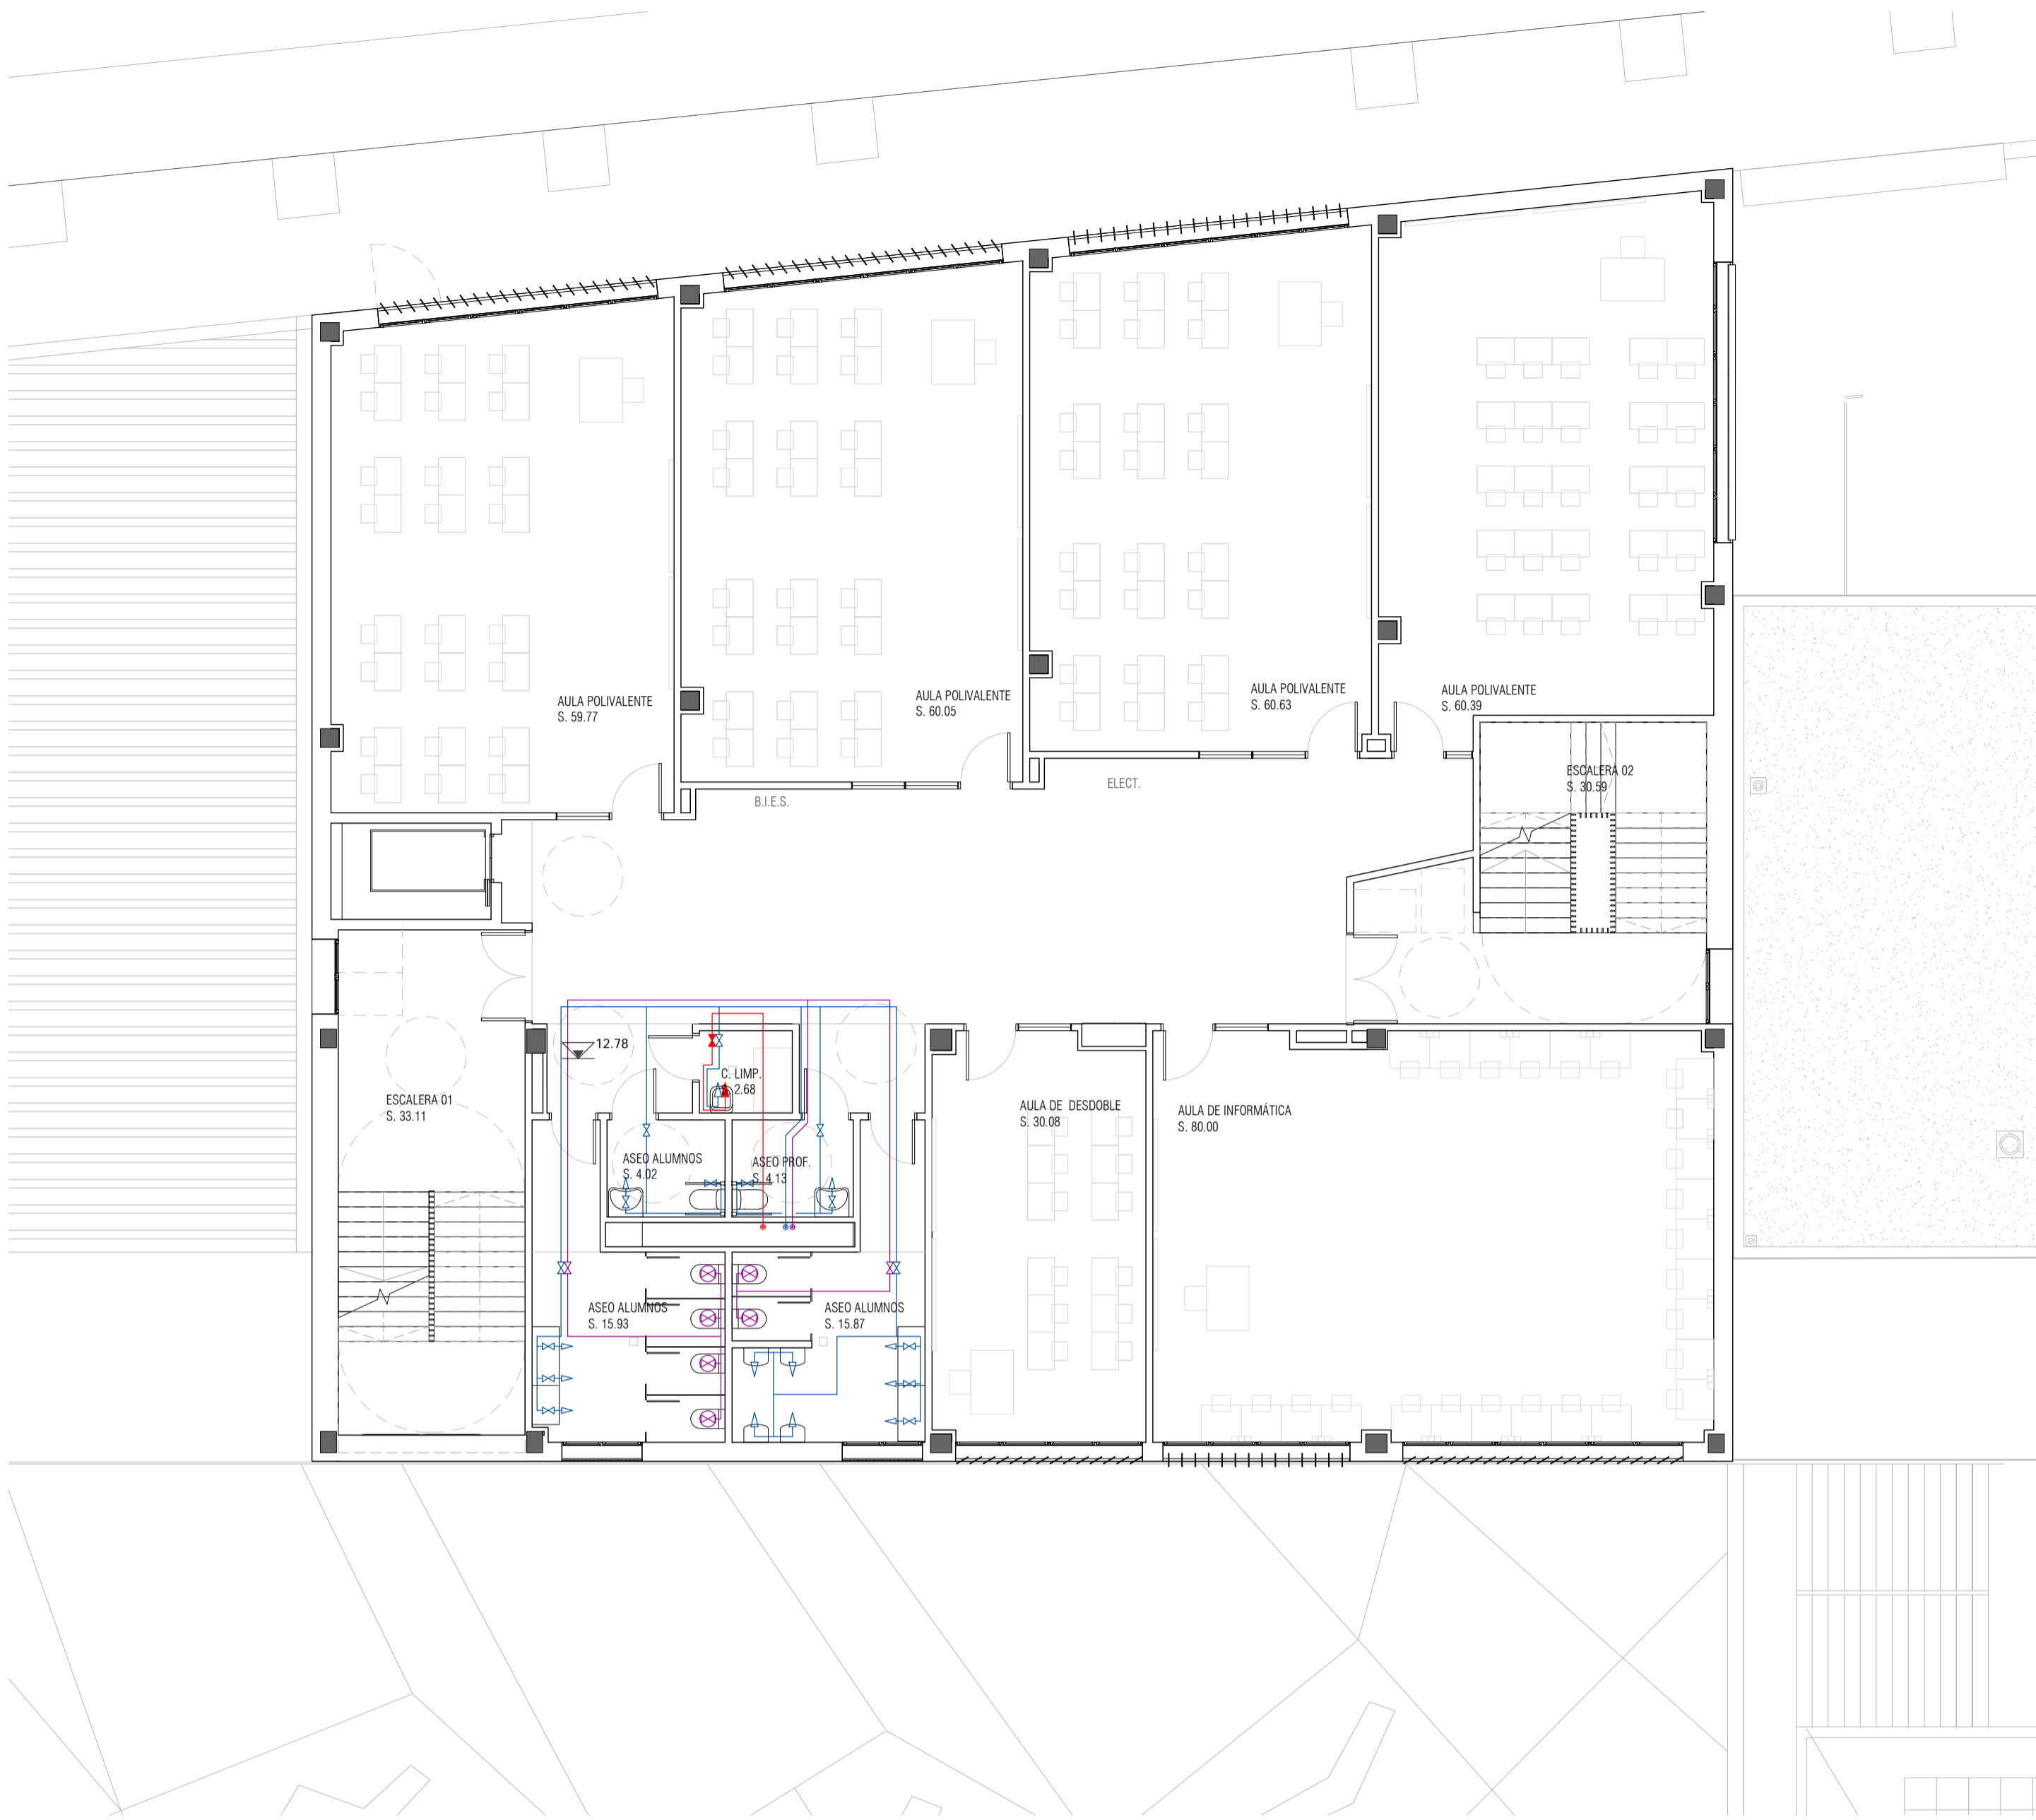 AULA POLIVALENTE
S. 59.77
AULA POLIVALENTE
S. 60.05
AULA POLIVALENTE
S. 60.63
AULA POLIVALENTE
S. 60.39
B.I.E.S.
ELECT.
ESCALERA 02
S. 30.59
12.78
C. LIMP.
2.68
ESCALERA 01
S. 33.11
AULA DE DESDOBLE
S. 30.08
AULA DE INFORMÁTICA
S. 80.00
ASEO ALUMNOS
S. 4.02
ASEO PROF.
S. 4.13
ASEO ALUMNOS
S. 15.93
ASEO ALUMNOS
S. 15.87